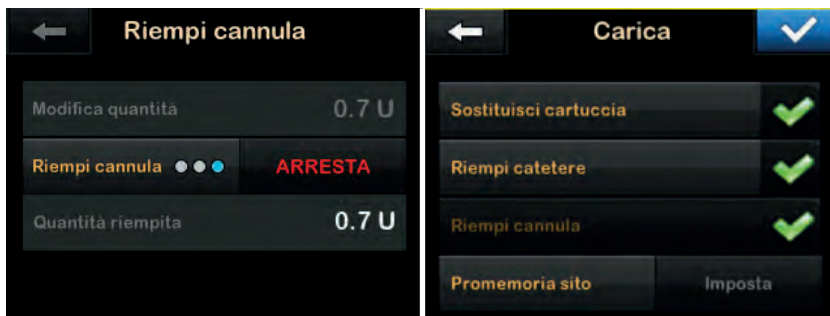 Riempi cannula
Modifica quantità 0.7 U
Riempi cannula ARRESTA
Quantità riempita 0.7 U
Carica
Sostituisci cartuccia
Riempi catetere
Riempi cannula
Promemoria sito Imposta